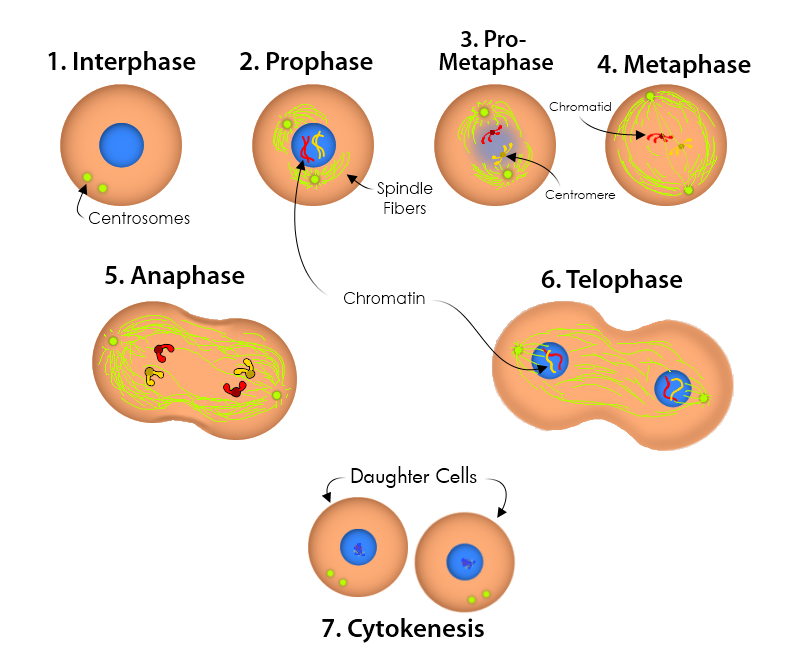 1. Interphase
2. Prophase
3. Pro-
Metaphase
4. Metaphase
Chromatid
Centrosomes
Spindle
Fibers
Centromere
5. Anaphase
Chromatin
6. Telophase
Daughter Cells
7. Cytokenesis